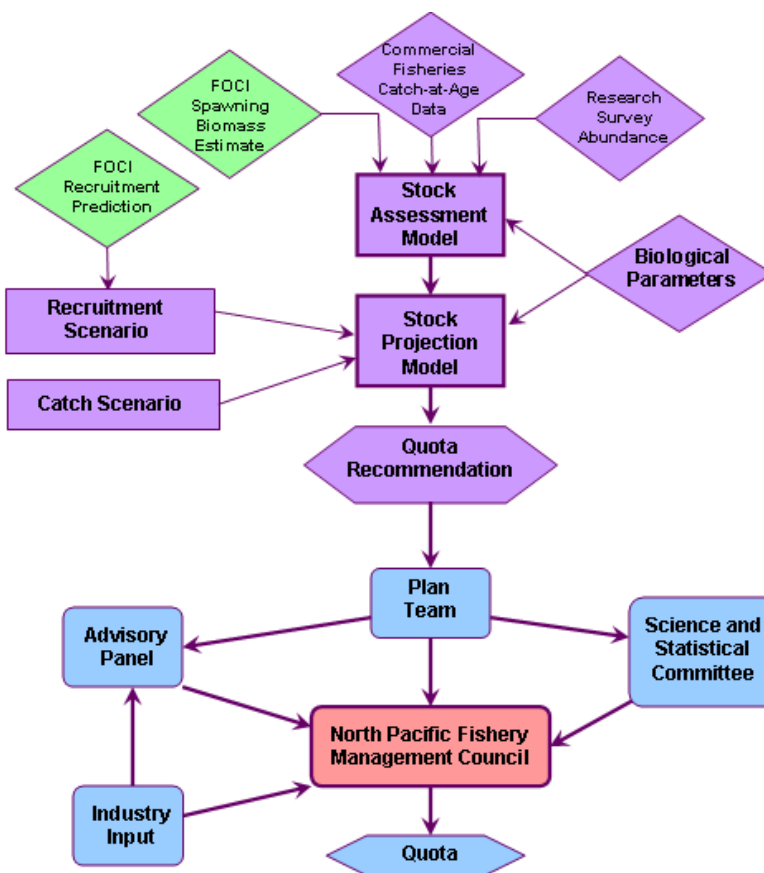 Commercial
Fisheries
Catch-at-Age
Data
FOCI
Spawning
Biomass
Estimate
Research
Survey
Abundance
FOCI
Recruitment
Prediction
Stock
Assessment
Model
Biological
Parameters
Recruitment
Scenario
Stock
Projection
Model
Catch Scenario
Quota
Recommendation
Plan
Team
Advisory
Panel
Science and
Statistical
Committee
North Pacific Fishery
Management Council
Industry
Input
Quota